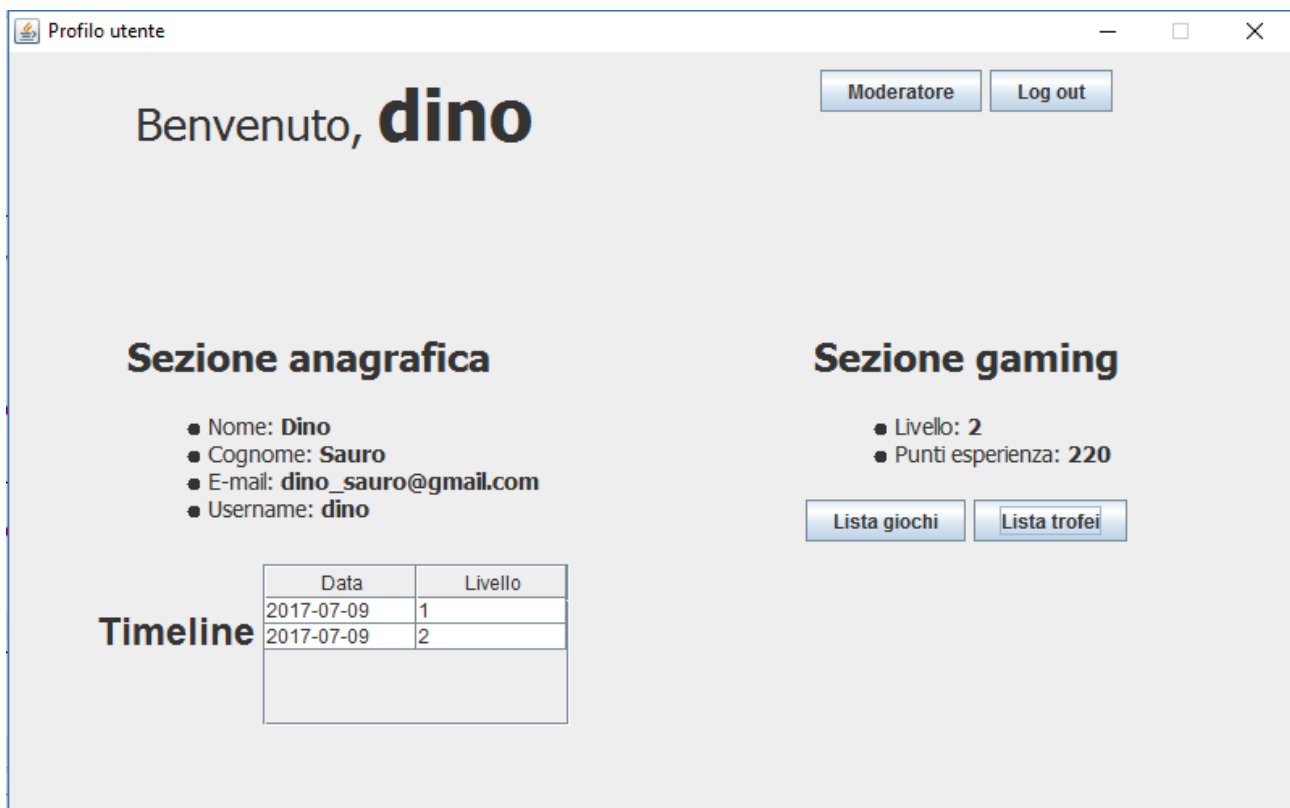 Profilo utente
Benvenuto, dino
Moderatore
Log out
Sezione anagrafica
Nome: Dino
Cognome: Sauro
E-mail: dino_sauro@gmail.com
Username: dino
Sezione gaming
Livello: 2
Punti esperienza: 220
Lista giochi
Lista trofei
Timeline
Data Livello
2017-07-09 1
2017-07-09 2